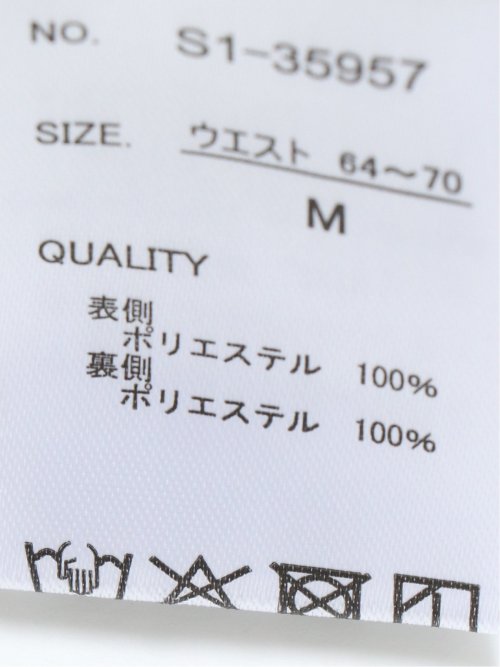 NO. S1-35957
SIZE. ウエスト 64～70
M
QUALITY
表側
ポリエステル 100%
裏側
ポリエステル 100%